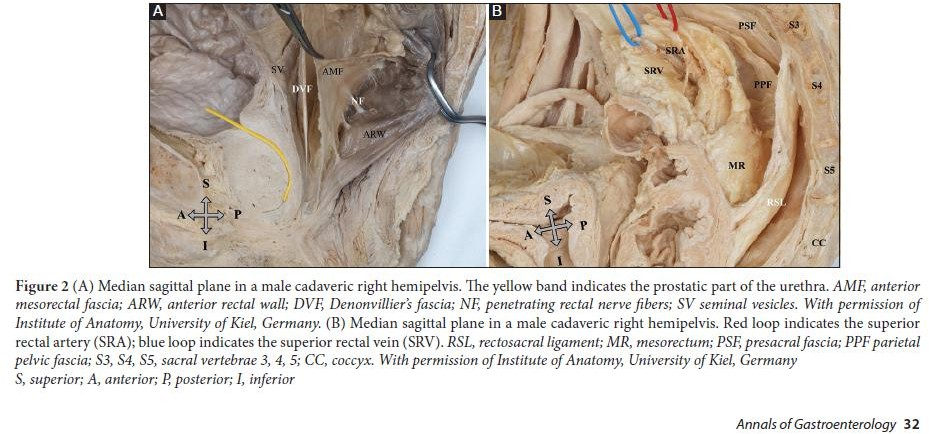 A
SV
DVF
AMF
NF
ARW
S
A
P
I
B
PSF
S3
SRA
SRV
PPF
S4
MR
S5
RSL
CC
S
A
P
I
Figure 2 (A) Median sagittal plane in a male cadaveric right hemipelvis. The yellow band indicates the prostatic part of the urethra. AMF, anterior
mesorectal fascia; ARW, anterior rectal wall; DVF, Denonvillier's fascia; NF, penetrating rectal nerve fibers; SV seminal vesicles. With permission of
Institute of Anatomy, University of Kiel, Germany. (B) Median sagittal plane in a male cadaveric right hemipelvis. Red loop indicates the superior
rectal artery (SRA); blue loop indicates the superior rectal vein (SRV). RSL, rectosacral ligament; MR, mesorectum; PSF, presacral fascia; PPF parietal
pelvic fascia; S3, S4, S5, sacral vertebrae 3, 4, 5; CC, coccyx. With permission of Institute of Anatomy, University of Kiel, Germany
S, superior; A, anterior; P, posterior; I, inferior
Annals of Gastroenterology 32